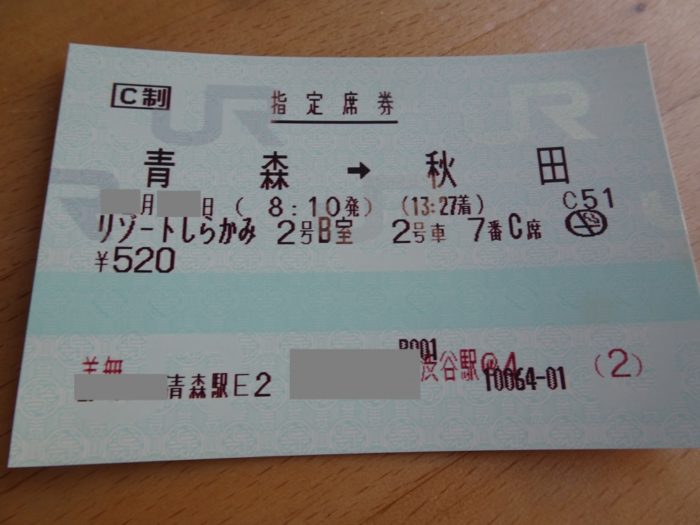 C制
指定席券
青森 → 秋田
月 日 ( 8:10発) (13:27着) C51
リゾートしらかみ 2号B室 2号車 7番C席
¥520
R001
渋谷駅@4
青森駅E2 10064-01 (2)